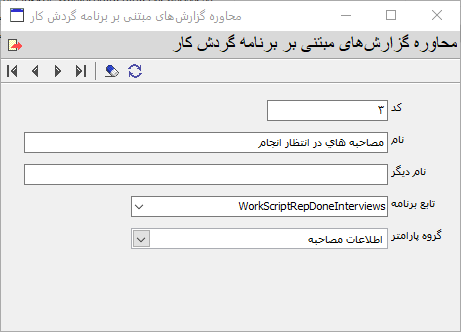 محاوره گزارش‌های مبتنی بر برنامه گردش کار
محاوره گزارش‌های مبتنی بر برنامه گردش کار
کد ۳
نام مصاحبه هاي در انتظار انجام
نام دیگر
تابع برنامه WorkScriptRepDoneInterviews
گروه پارامتر اطلاعات مصاحبه